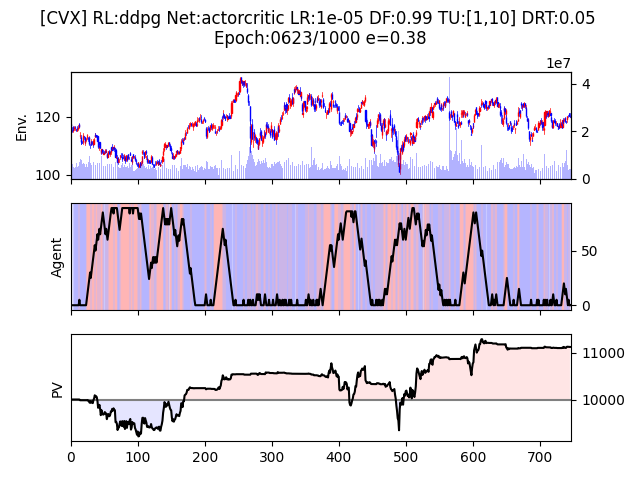 [CVX] RL:ddpg Net:actorcritic LR:1e-05 DF:0.99 TU:[1,10] DRT:0.05
Epoch:0623/1000 e=0.38
1e7
Env.
120
100
4
2
0
Agent
50
0
PV
11000
10000
0 100 200 300 400 500 600 700